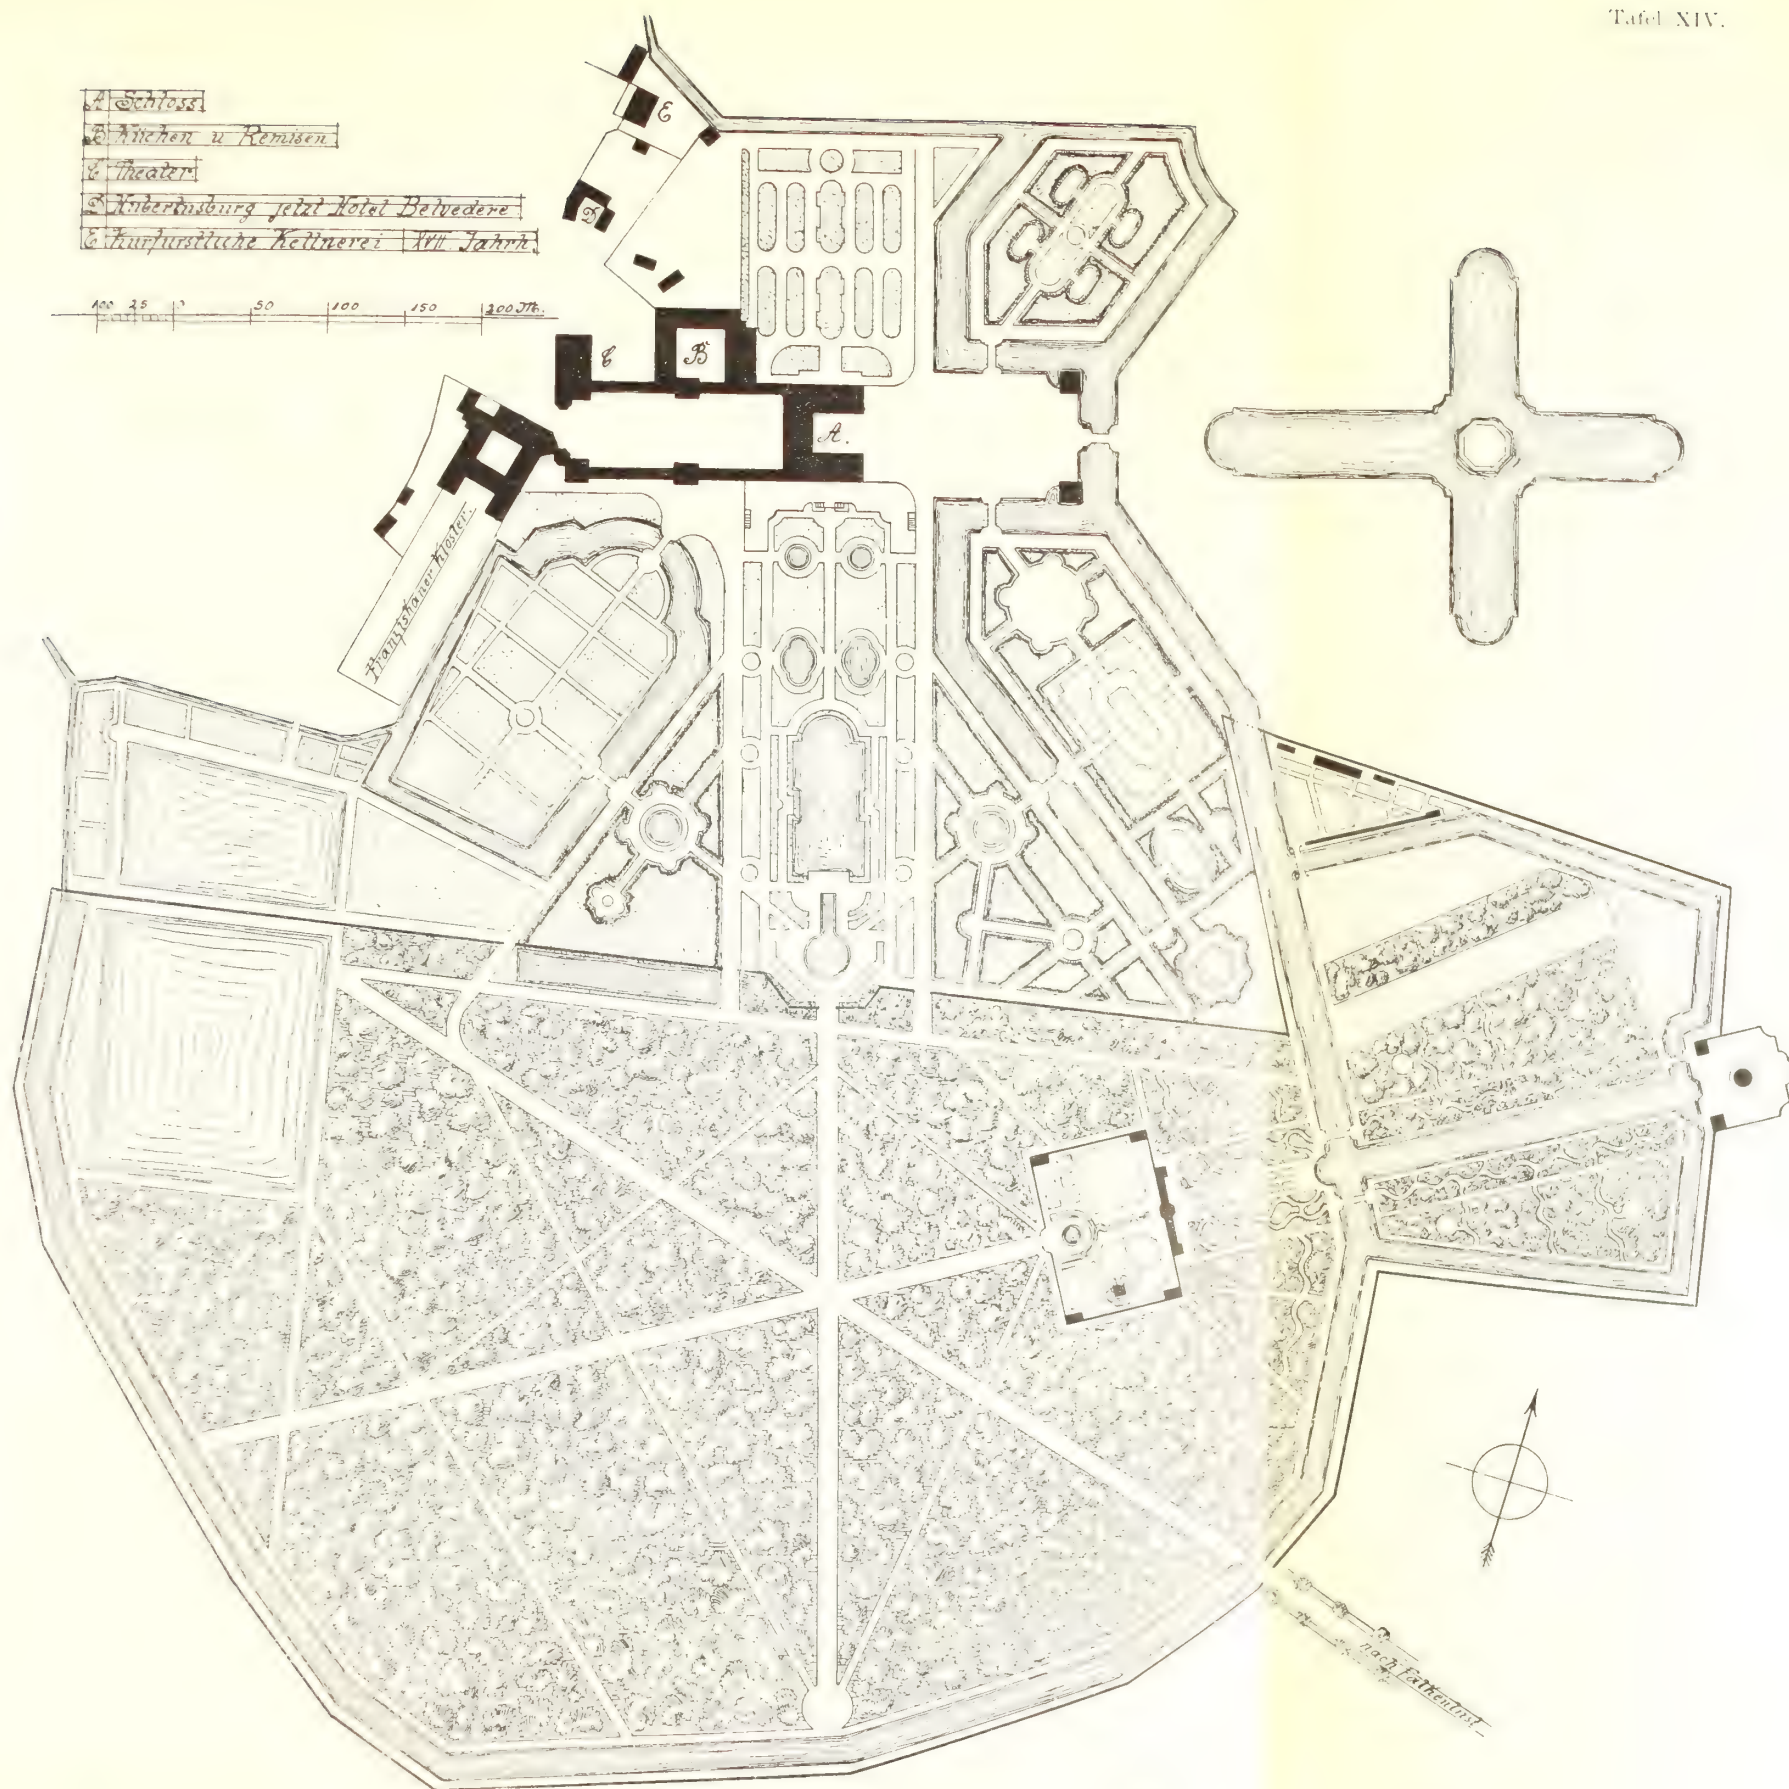 Tafel XIV.
A Schloss
B Küchen u Remisen
C Theater
D Hubertusburg jetzt Hotel Belvedere
E Kurfürstliche Kellnerei XVII. Jahrh.
100 25 0 50 100 150 200 M.
E
D
C
B
A.
Franziskaner Kloster
nach Falkenlust